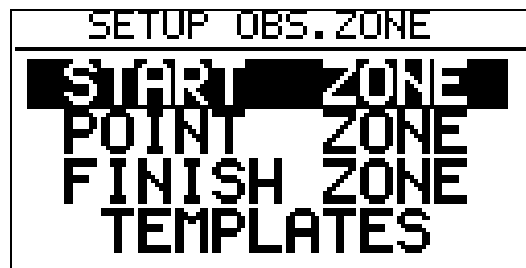 SETUP OBS.ZONE
START ZONE
POINT ZONE
FINISH ZONE
TEMPLATES